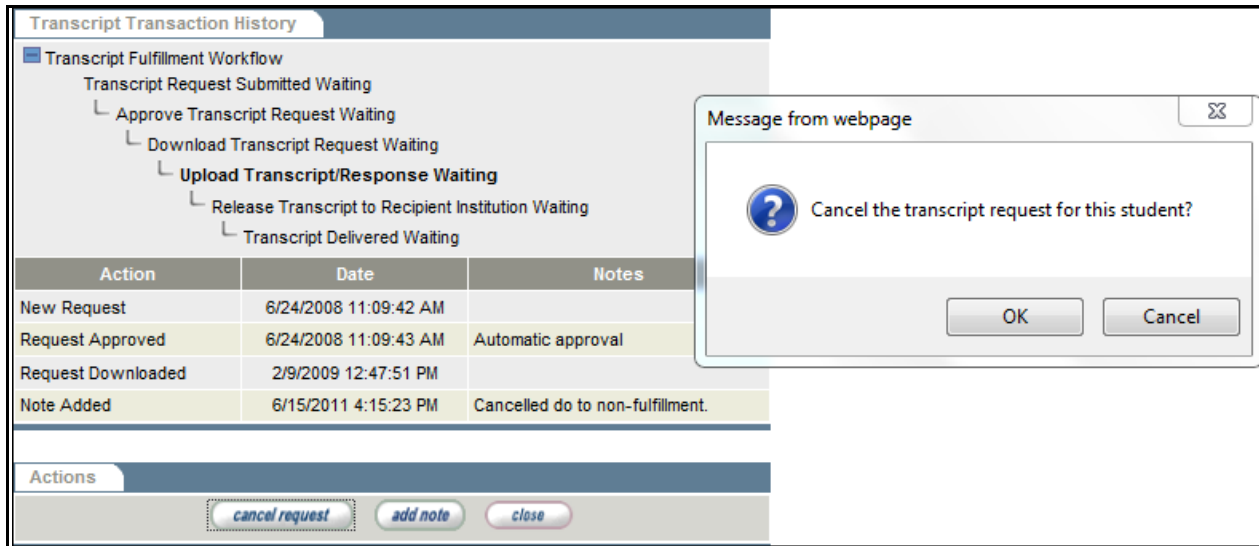 Transcript Transaction History
Transcript Fulfillment Workflow
Transcript Request Submitted Waiting
Approve Transcript Request Waiting
Download Transcript Request Waiting
Upload Transcript/Response Waiting
Release Transcript to Recipient Institution Waiting
Transcript Delivered Waiting
Action Date Notes
New Request 6/24/2008 11:09:42 AM
Request Approved 6/24/2008 11:09:43 AM Automatic approval
Request Downloaded 2/9/2009 12:47:51 PM
Note Added 6/15/2011 4:15:23 PM Cancelled do to non-fulfillment.
Actions
cancel request add note close
Message from webpage
Cancel the transcript request for this student?
OK Cancel